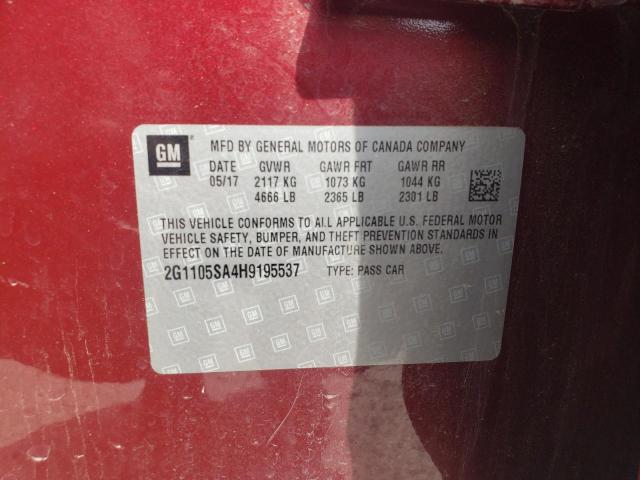 GM MFD BY GENERAL MOTORS OF CANADA COMPANY
DATE GVWR GAWR FRT GAWR RR
05/17 2117 KG 1073 KG 1044 KG
4666 LB 2365 LB 2301 LB
THIS VEHICLE CONFORMS TO ALL APPLICABLE U.S. FEDERAL MOTOR
VEHICLE SAFETY, BUMPER, AND THEFT PREVENTION STANDARDS IN
EFFECT ON THE DATE OF MANUFACTURE SHOWN ABOVE.
2G1105SA4H9195537 TYPE: PASS CAR